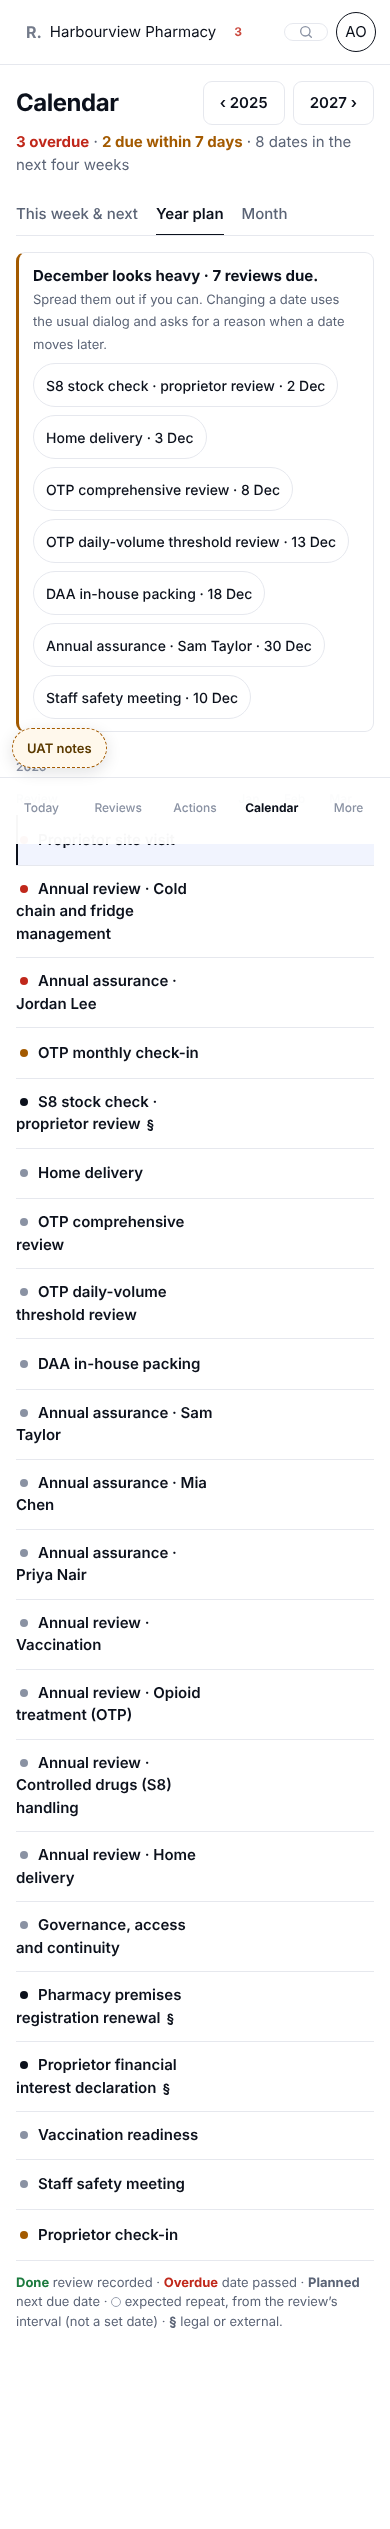 R. Harbourview Pharmacy 3 AO
Calendar ‹ 2025 2027 ›
3 overdue · 2 due within 7 days · 8 dates in the
next four weeks
This week & next Year plan Month
December looks heavy · 7 reviews due.
Spread them out if you can. Changing a date uses
the usual dialog and asks for a reason when a date
moves later.
S8 stock check · proprietor review · 2 Dec
Home delivery · 3 Dec
OTP comprehensive review · 8 Dec
OTP daily-volume threshold review · 13 Dec
DAA in-house packing · 18 Dec
Annual assurance · Sam Taylor · 30 Dec
Staff safety meeting · 10 Dec
UAT notes
Today Reviews Actions Calendar More
Proprietor site visit
Annual review · Cold
chain and fridge
management
Annual assurance ·
Jordan Lee
OTP monthly check-in
S8 stock check ·
proprietor review §
Home delivery
OTP comprehensive
review
OTP daily-volume
threshold review
DAA in-house packing
Annual assurance · Sam
Taylor
Annual assurance · Mia
Chen
Annual assurance ·
Priya Nair
Annual review ·
Vaccination
Annual review · Opioid
treatment (OTP)
Annual review ·
Controlled drugs (S8)
handling
Annual review · Home
delivery
Governance, access
and continuity
Pharmacy premises
registration renewal §
Proprietor financial
interest declaration §
Vaccination readiness
Staff safety meeting
Proprietor check-in
Done review recorded · Overdue date passed · Planned
next due date · ○ expected repeat, from the review's
interval (not a set date) · § legal or external.